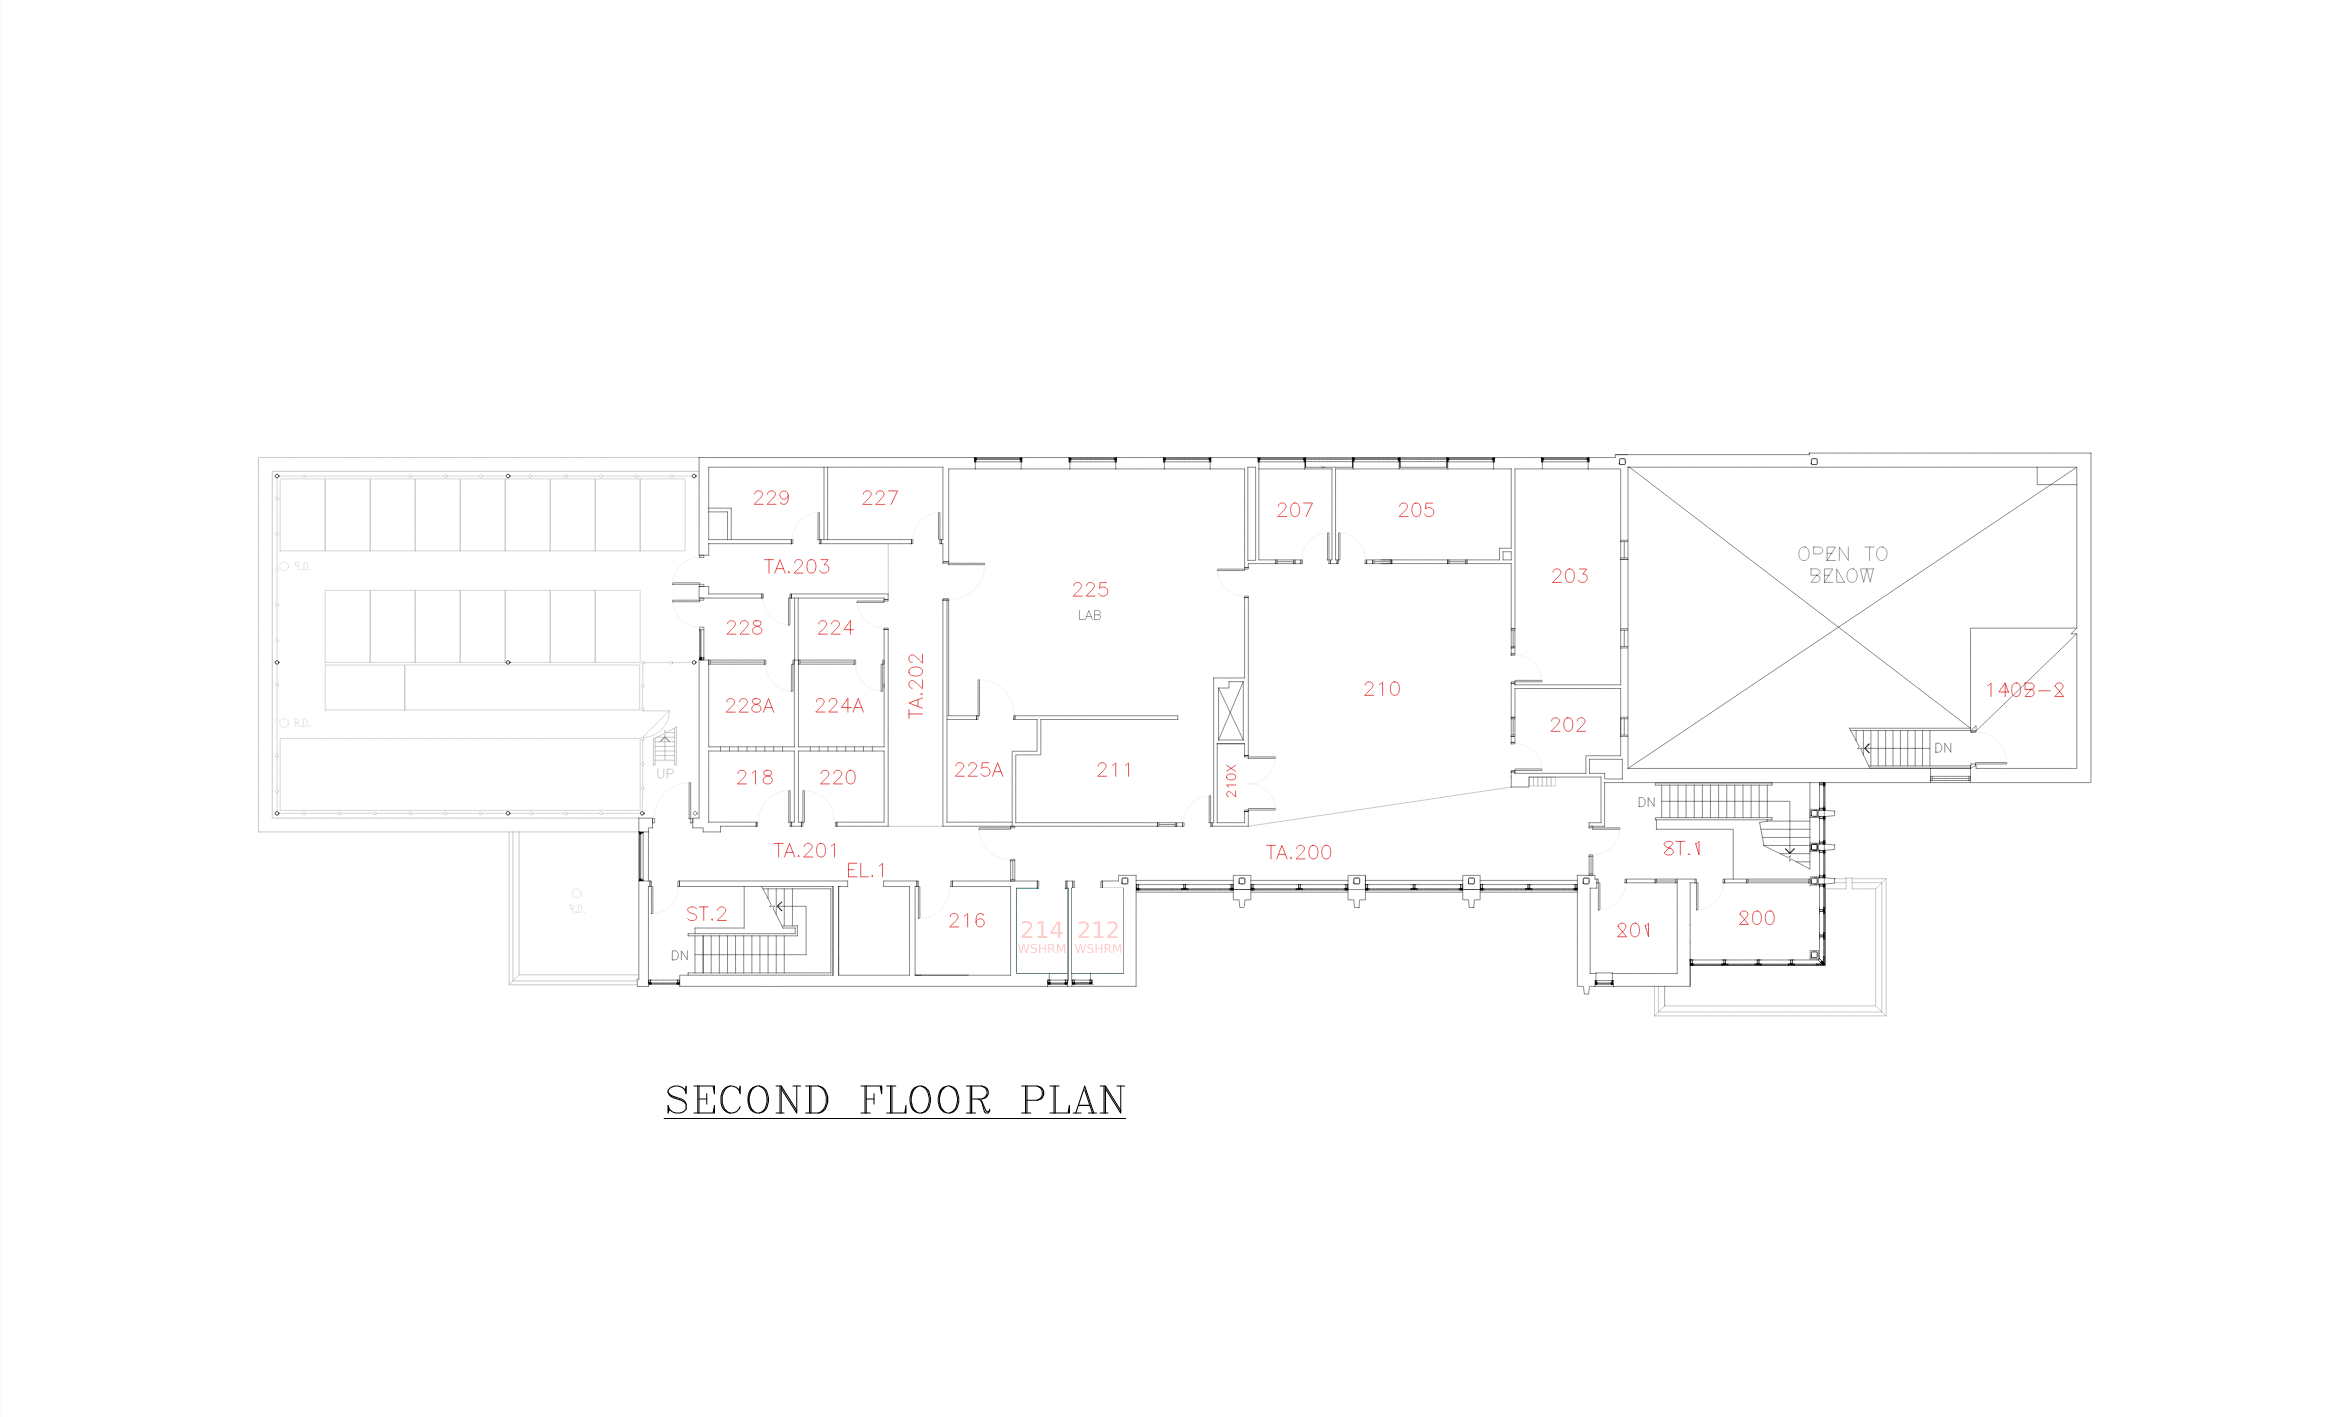 229
227
207
205
OPEN TO
BELOW
R.D.
TA.203
203
225
LAB
228
224
TA.202
210
140B-2
228A
224A
R.D.
202
UP
DN
218
220
225A
211
210X
DN
TA.201
EL.1
TA.200
ST.1
R.D.
ST.2
216
214
WSHRM
212
WSHRM
201
200
DN
SECOND FLOOR PLAN